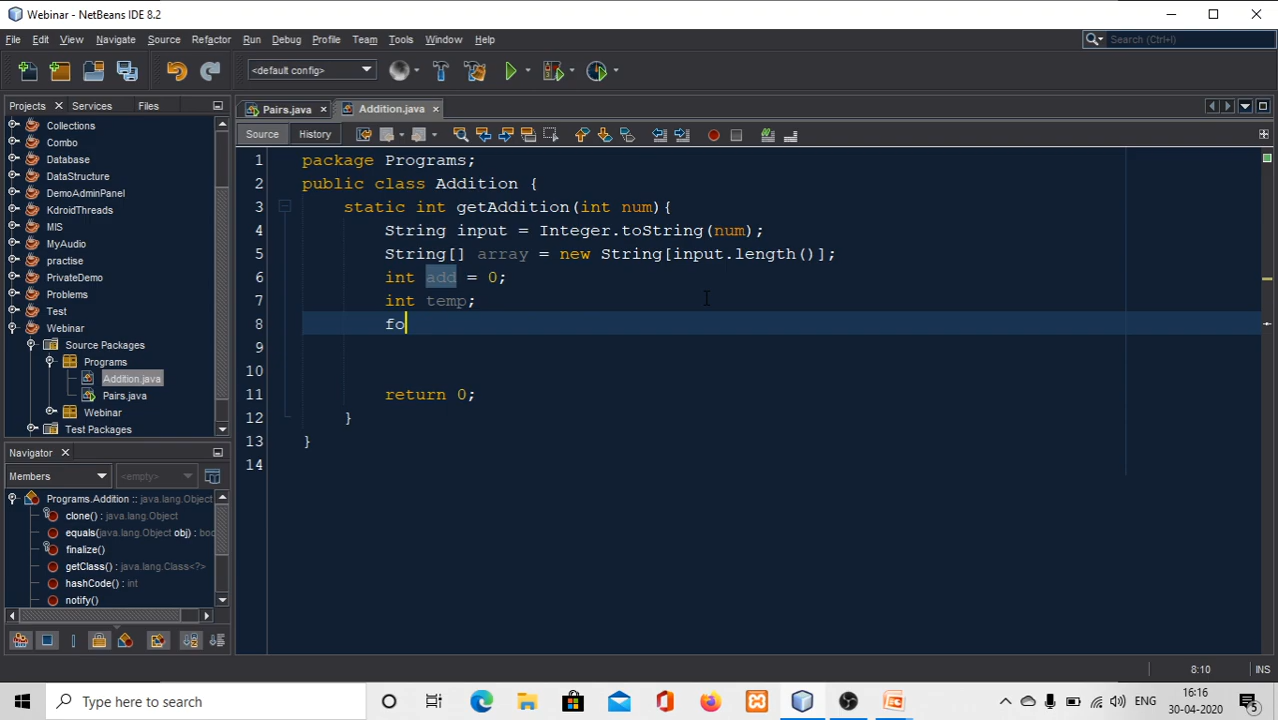 Webinar - NetBeans IDE 8.2
File Edit View Navigate Source Refactor Run Debug Profile Team Tools Window Help
Search (Ctrl+I)
<default config>
Projects Services Files
Pairs.java Addition.java
Source History
Collections
Combo
Database
DataStructure
DemoAdminPanel
KdroidThreads
MIS
MyAudio
practise
PrivateDemo
Problems
Test
Webinar
Source Packages
Programs
Addition.java
Pairs.java
Webinar
Test Packages
1 package Programs;
2 public class Addition {
3 static int getAddition(int num){
4 String input = Integer.toString(num);
5 String[] array = new String[input.length()];
6 int add = 0;
7 int temp;
8 fo
9
10
11 return 0;
12 }
13 }
14
Navigator
Members <empty>
Programs.Addition :: java.lang.Object
clone() : java.lang.Object
equals(java.lang.Object obj) : boo
finalize()
getClass() : java.lang.Class<?>
hashCode() : int
notify()
8:10 INS
Type here to search
ENG
16:16
30-04-2020
5